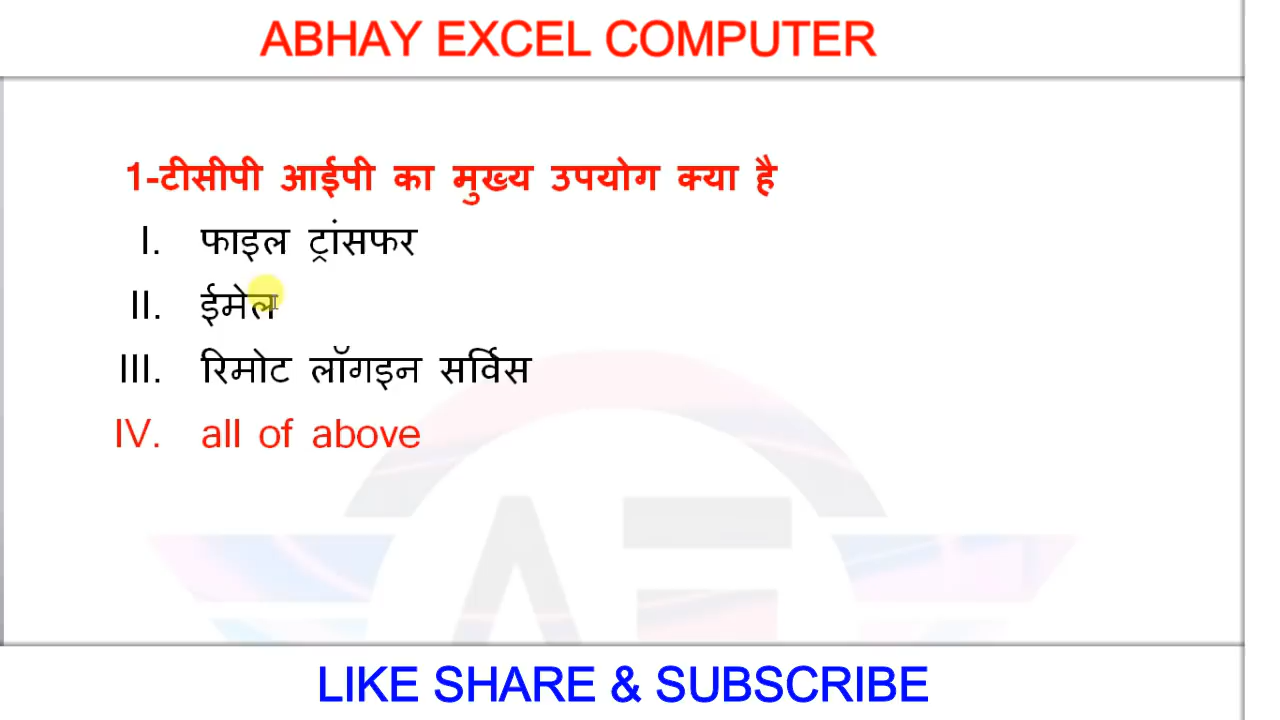 ABHAY EXCEL COMPUTER
1-टीसीपी आईपी का मुख्य उपयोग क्या है
I. फाइल ट्रांसफर
II. ईमेल
III. रिमोट लॉगइन सर्विस
IV. all of above
LIKE SHARE & SUBSCRIBE